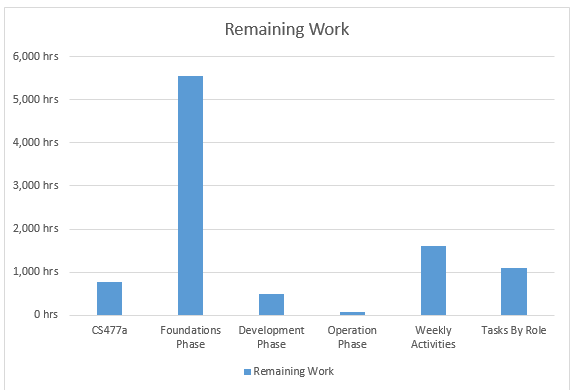 Remaining Work
6,000 hrs
5,000 hrs
4,000 hrs
3,000 hrs
2,000 hrs
1,000 hrs
0 hrs
CS477a
Foundations
Phase
Development
Phase
Operation
Phase
Weekly
Activities
Tasks By Role
Remaining Work